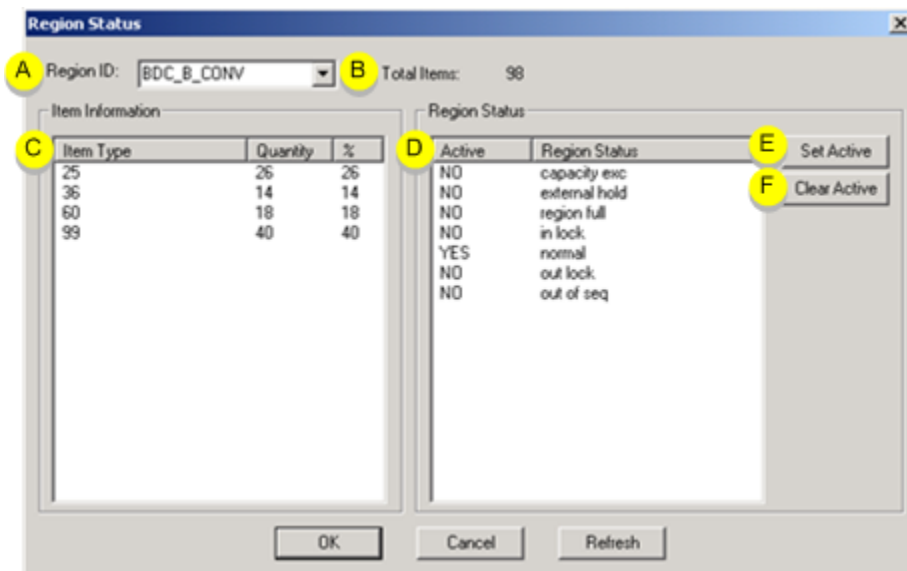 Region Status
A Region ID: BDC_B_CONV B Total Items: 98
Item Information
C Item Type Quantity %
25 26 26
36 14 14
60 18 18
99 40 40
Region Status
D Active Region Status
NO capacity exc
NO external hold
NO region full
NO in lock
YES normal
NO out lock
NO out of seq
E Set Active
F Clear Active
OK Cancel Refresh